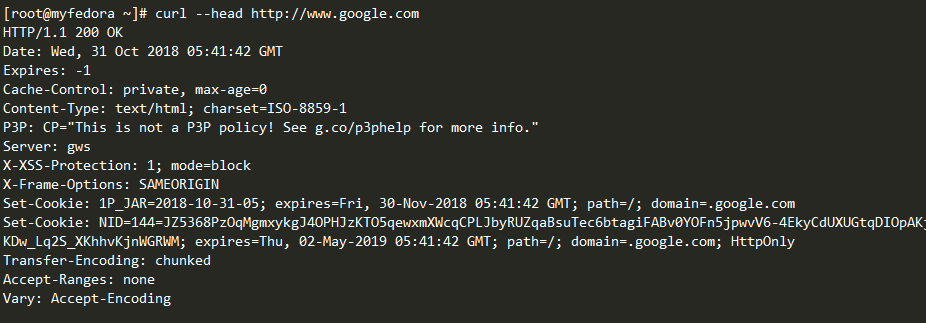 [root@myfedora ~]# curl --head http://www.google.com
HTTP/1.1 200 OK
Date: Wed, 31 Oct 2018 05:41:42 GMT
Expires: -1
Cache-Control: private, max-age=0
Content-Type: text/html; charset=ISO-8859-1
P3P: CP="This is not a P3P policy! See g.co/p3phelp for more info."
Server: gws
X-XSS-Protection: 1; mode=block
X-Frame-Options: SAMEORIGIN
Set-Cookie: 1P_JAR=2018-10-31-05; expires=Fri, 30-Nov-2018 05:41:42 GMT; path=/; domain=.google.com
Set-Cookie: NID=144=JZ5368PzOqMgmxykgJ4OPHJzKTO5qewxmXWcqCPLJbyRUZqaBsuTec6btagiFABv0YOFn5jpwvV6-4EkyCdUXUGtqDIOpAK
KDw_Lq2S_XKhhvKjnWGRWM; expires=Thu, 02-May-2019 05:41:42 GMT; path=/; domain=.google.com; HttpOnly
Transfer-Encoding: chunked
Accept-Ranges: none
Vary: Accept-Encoding